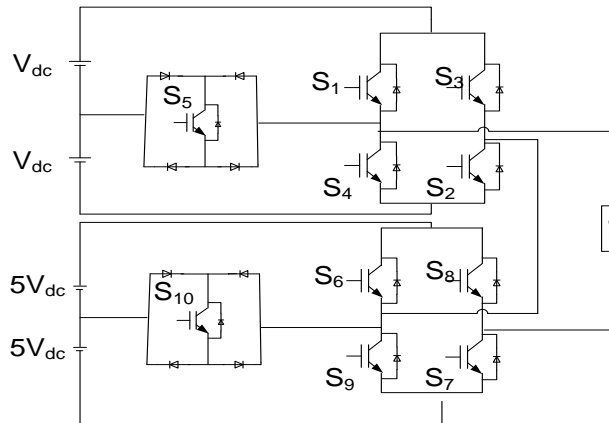 V_dc
S_1 S_3
S_5
V_dc
S_4 S_2
5V_dc
S_10
S_6 S_8
5V_dc
S_9 S_7